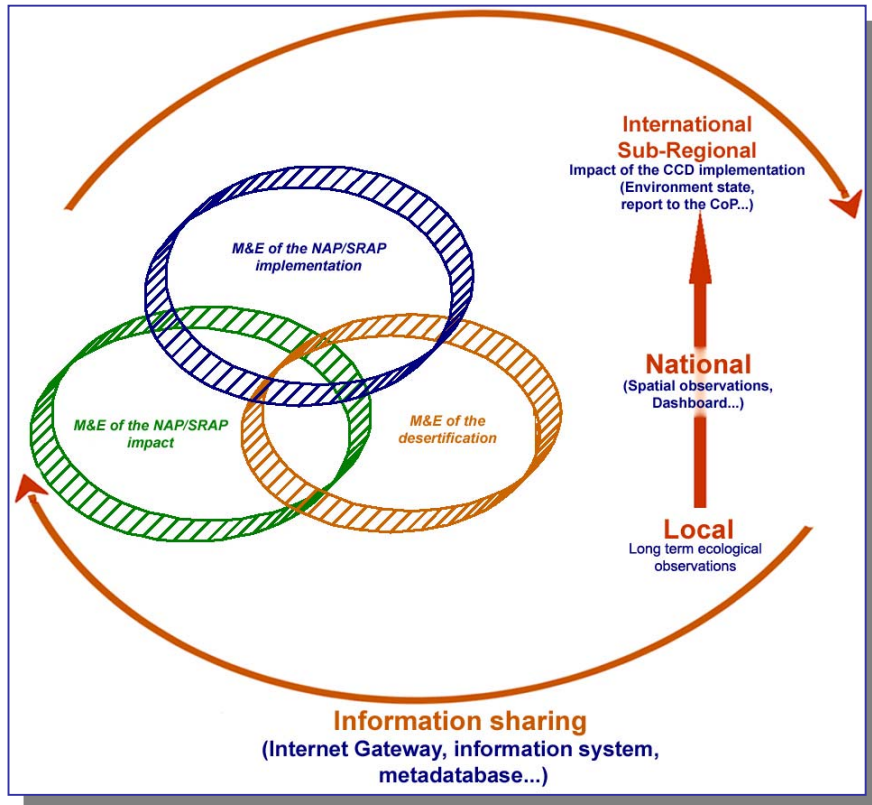 International
Sub-Regional
Impact of the CCD implementation
(Environment state,
report to the CoP...)
M&E of the NAP/SRAP
implementation
National
(Spatial observations,
Dashboard...)
M&E of the NAP/SRAP
impact
M&E of the
desertification
Local
Long term ecological
observations
Information sharing
(Internet Gateway, information system,
metadatabase...)